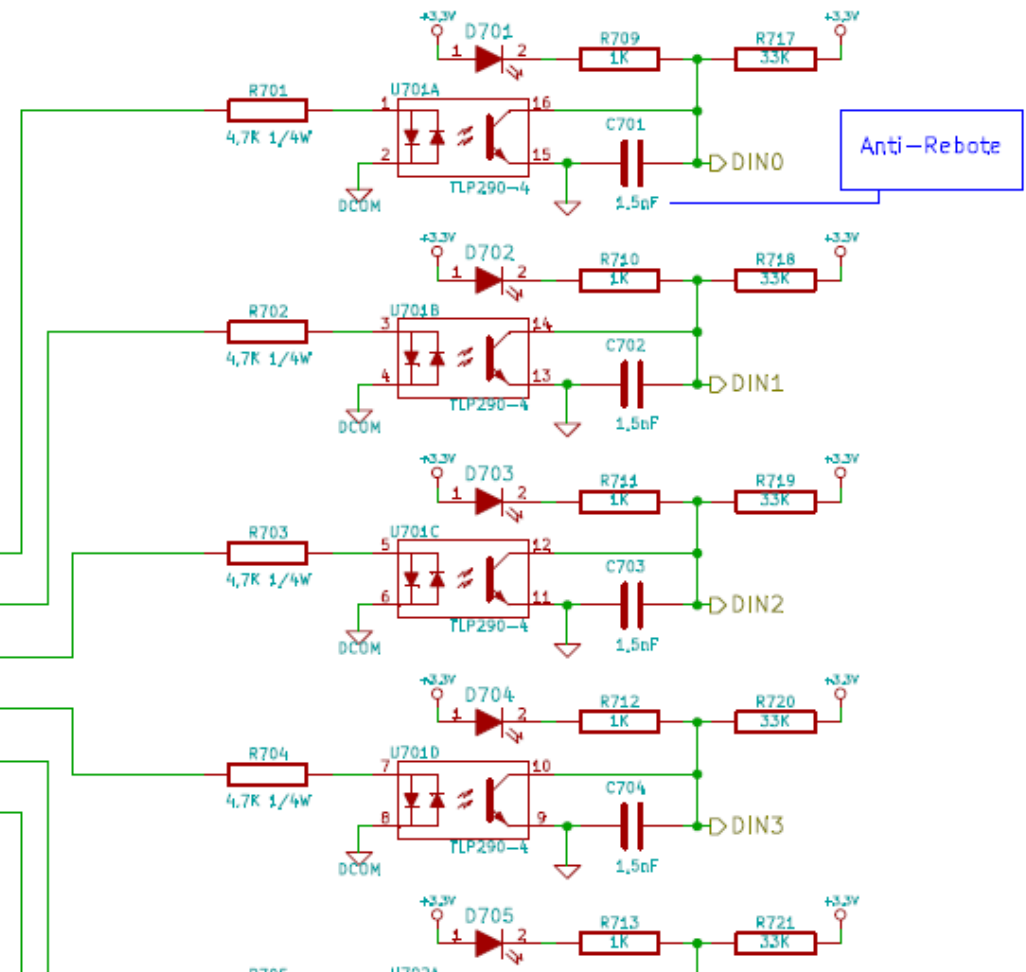 +3.3V
D701
+3.3V
1
2
R709
1K
R717
33K
R701
4.7K 1/4W
U701A
1
16
2
15
C701
1.5nF
DIN0
Anti-Rebote
DCOM
TLP290-4
+3.3V
D702
+3.3V
1
2
R710
1K
R718
33K
R702
4.7K 1/4W
U701B
3
14
4
13
C702
1.5nF
DIN1
DCOM
TLP290-4
+3.3V
D703
+3.3V
1
2
R711
1K
R719
33K
R703
4.7K 1/4W
U701C
5
12
6
11
C703
1.5nF
DIN2
DCOM
TLP290-4
+3.3V
D704
+3.3V
1
2
R712
1K
R720
33K
R704
4.7K 1/4W
U701D
7
10
8
9
C704
1.5nF
DIN3
DCOM
TLP290-4
+3.3V
D705
+3.3V
1
2
R713
1K
R721
33K